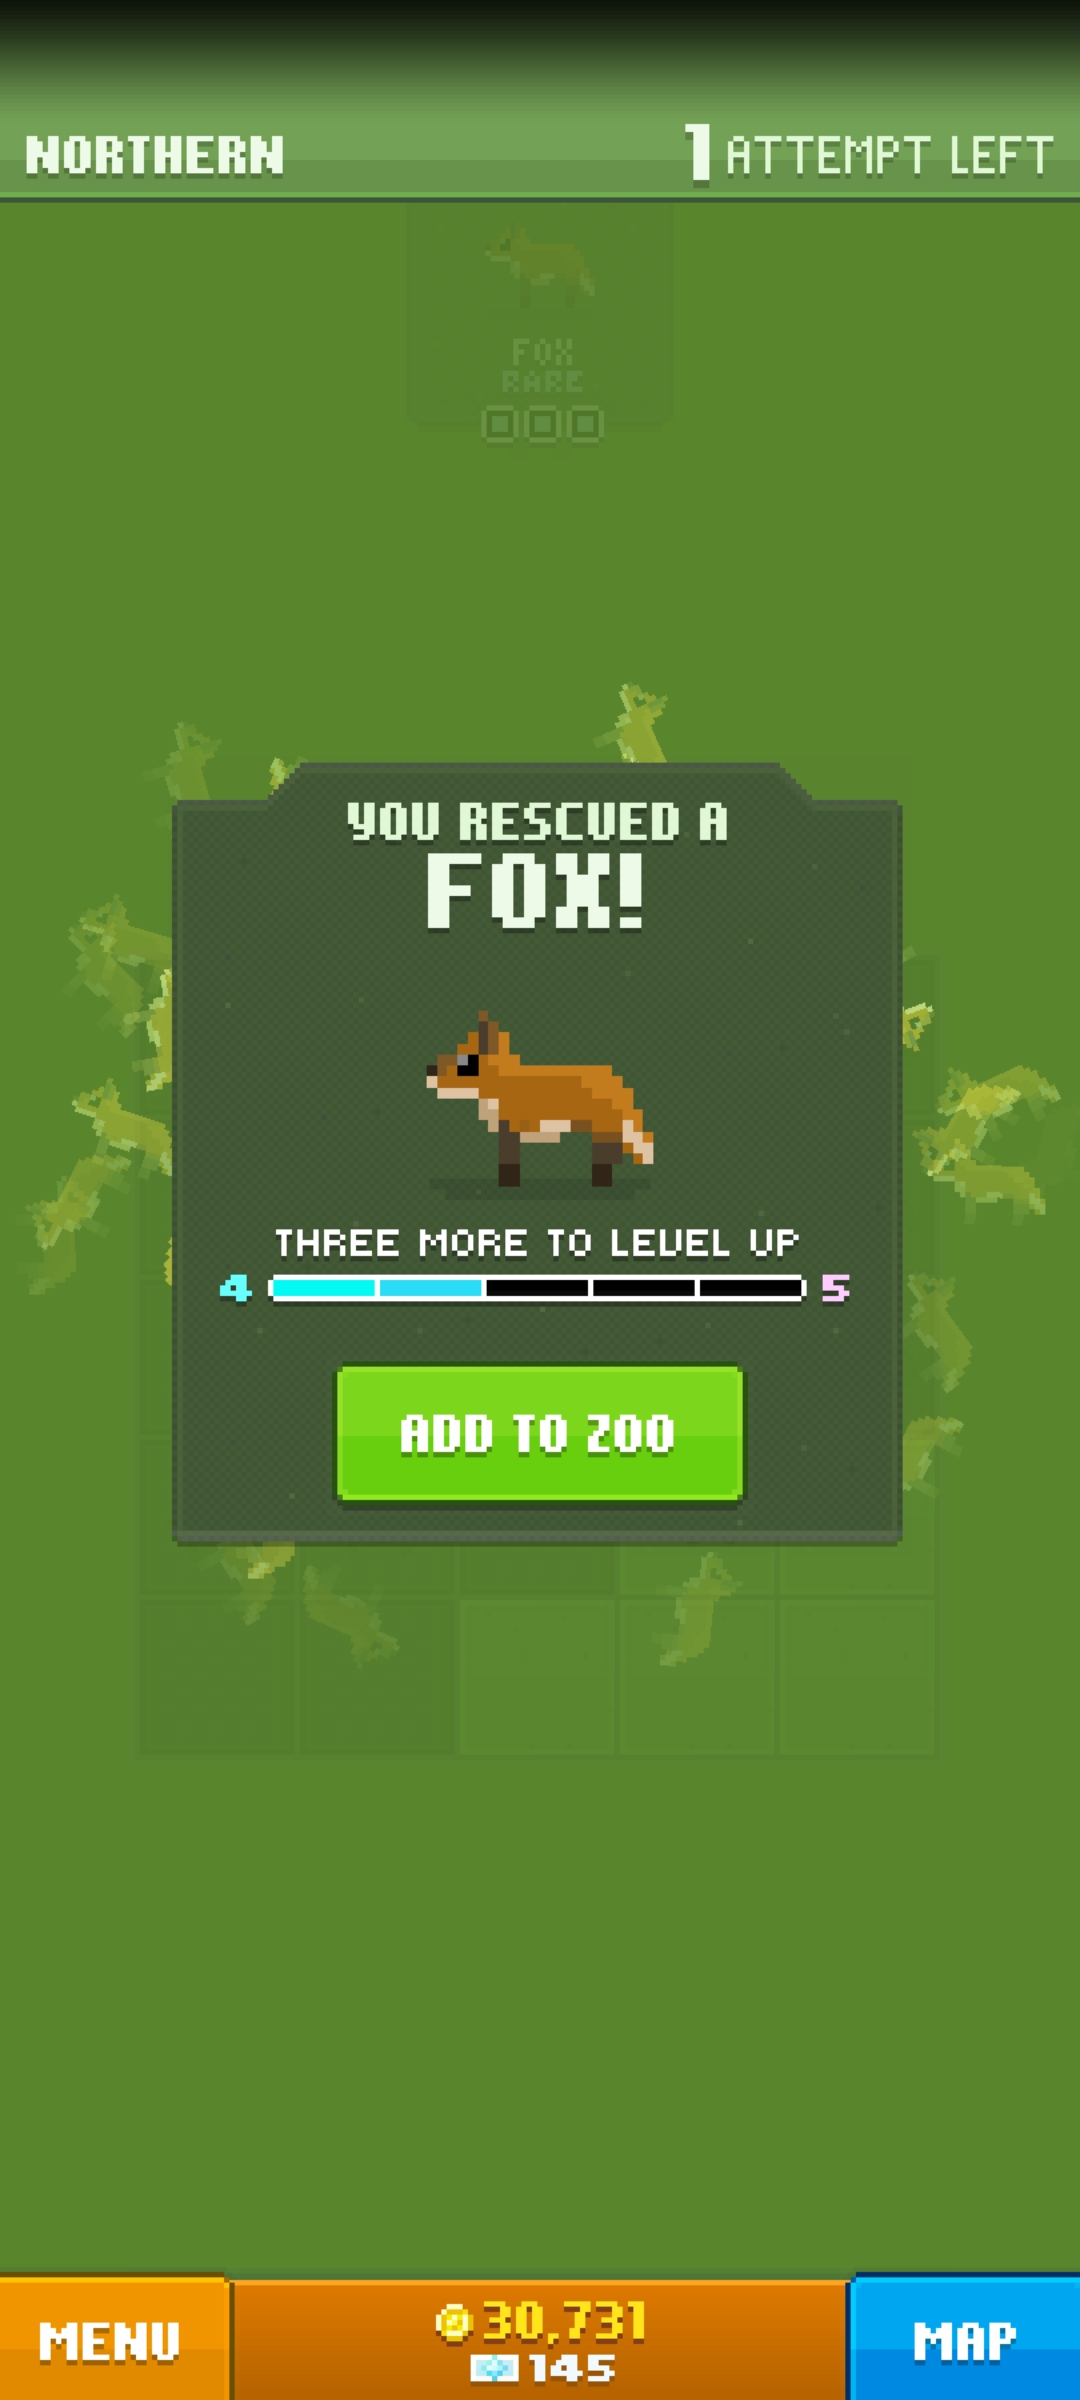 NORTHERN
1 ATTEMPT LEFT
FOX
RARE
YOU RESCUED A
FOX!
THREE MORE TO LEVEL UP
4 5
ADD TO ZOO
MENU
30,731
145
MAP